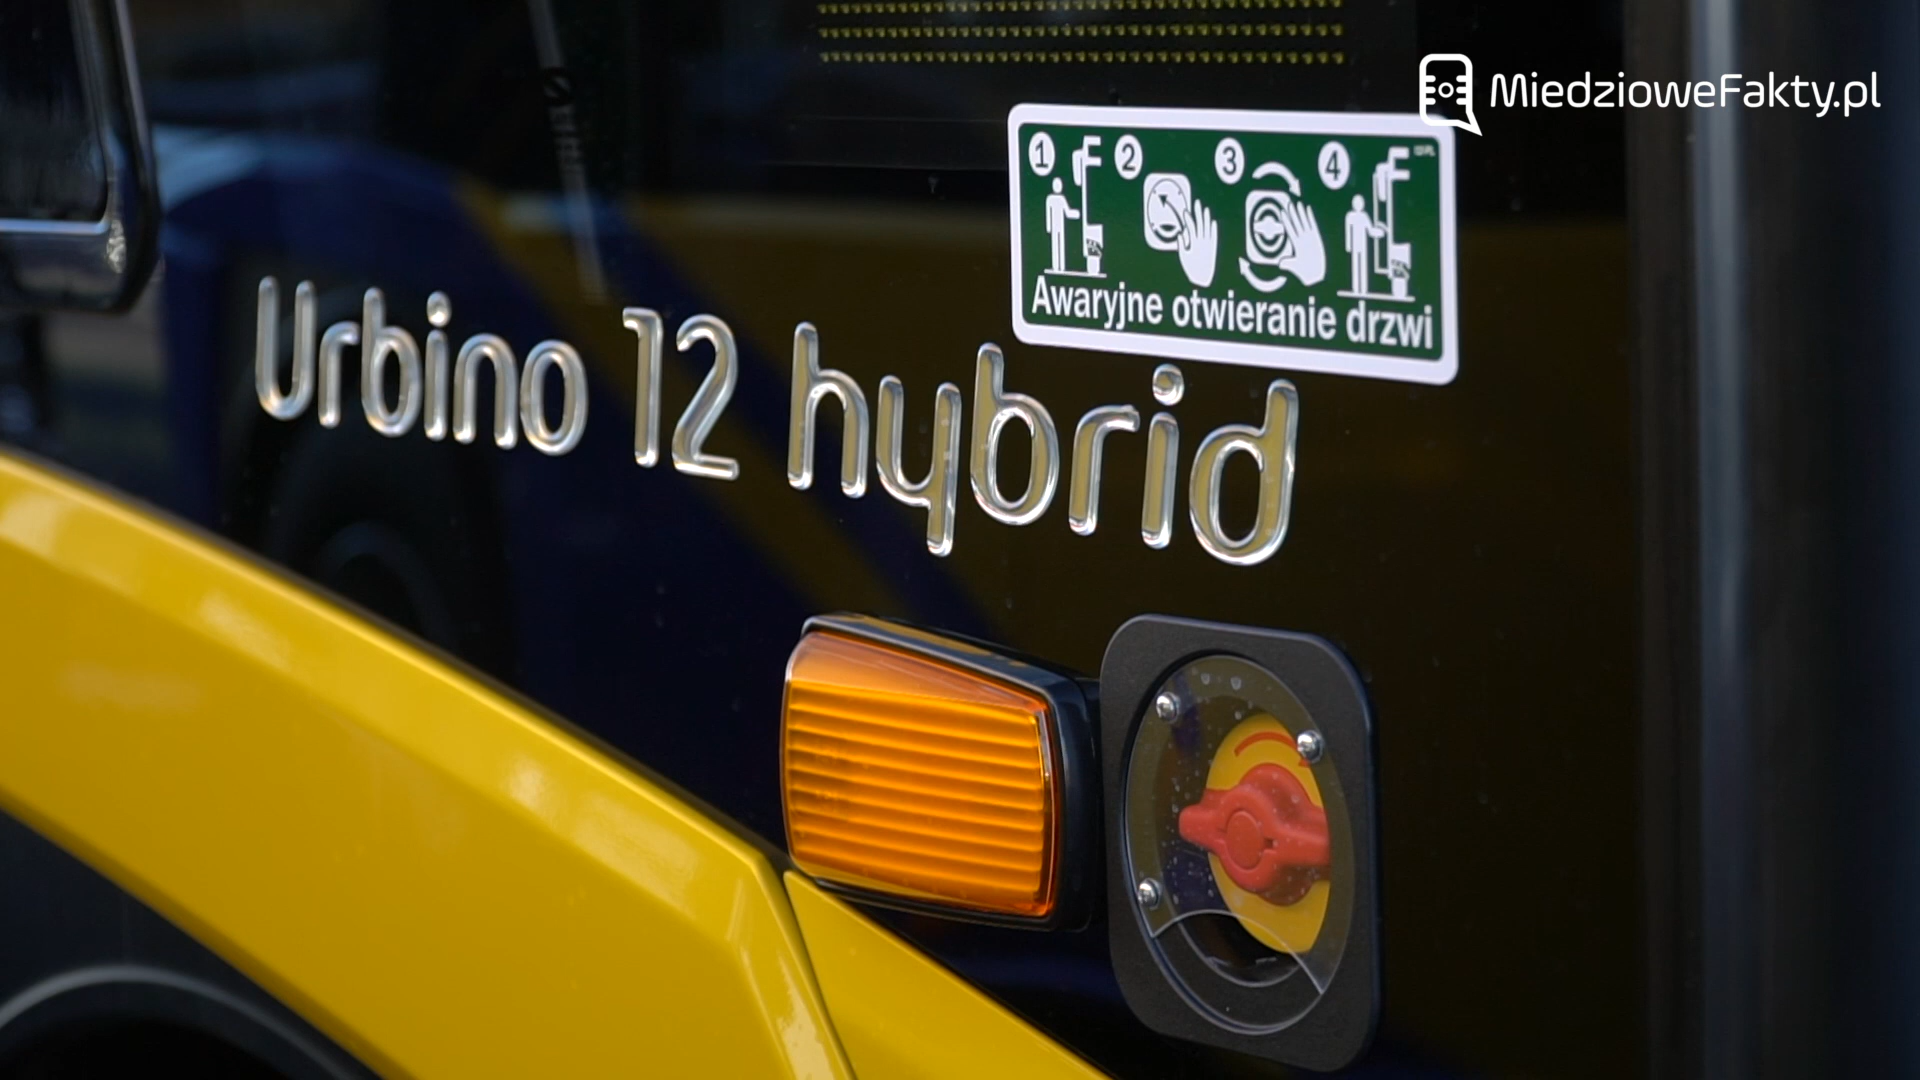 MiedzioweFakty.pl
1 2 3 4
Awaryjne otwieranie drzwi
Urbino 12 hybrid